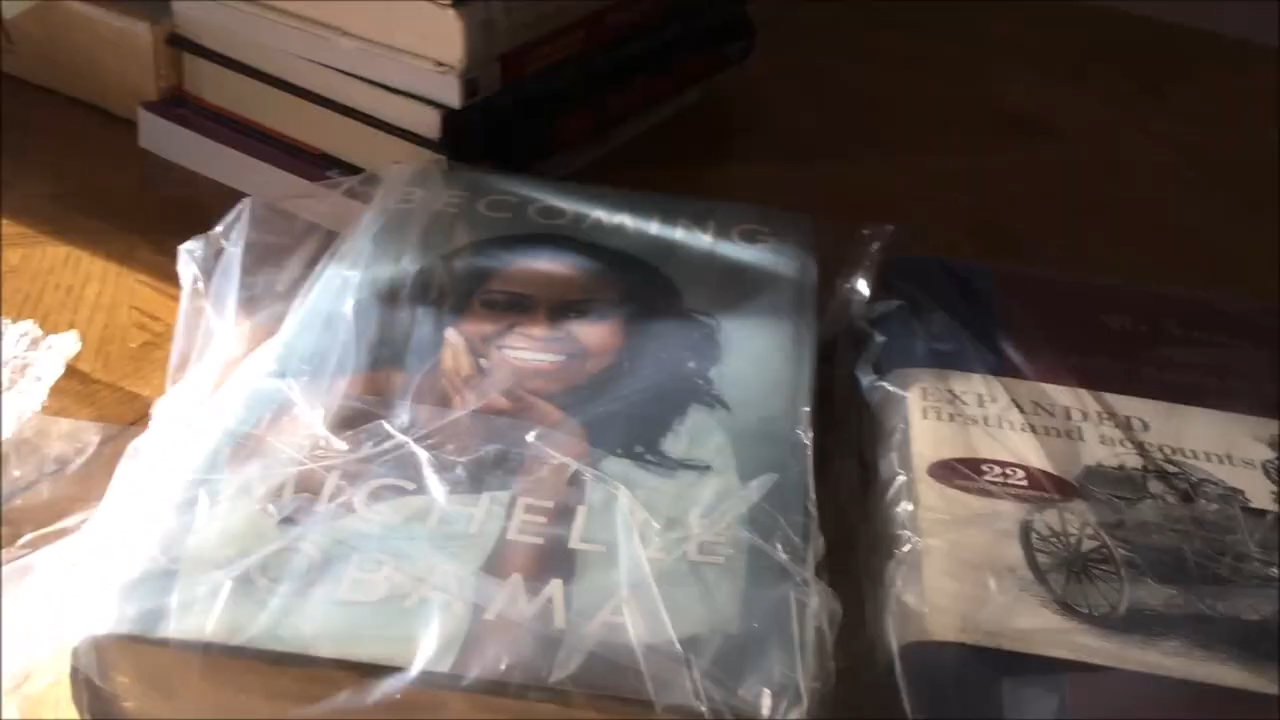 BECOMING
MICHELLE
OBAMA
EXPANDED
firsthand accounts
22